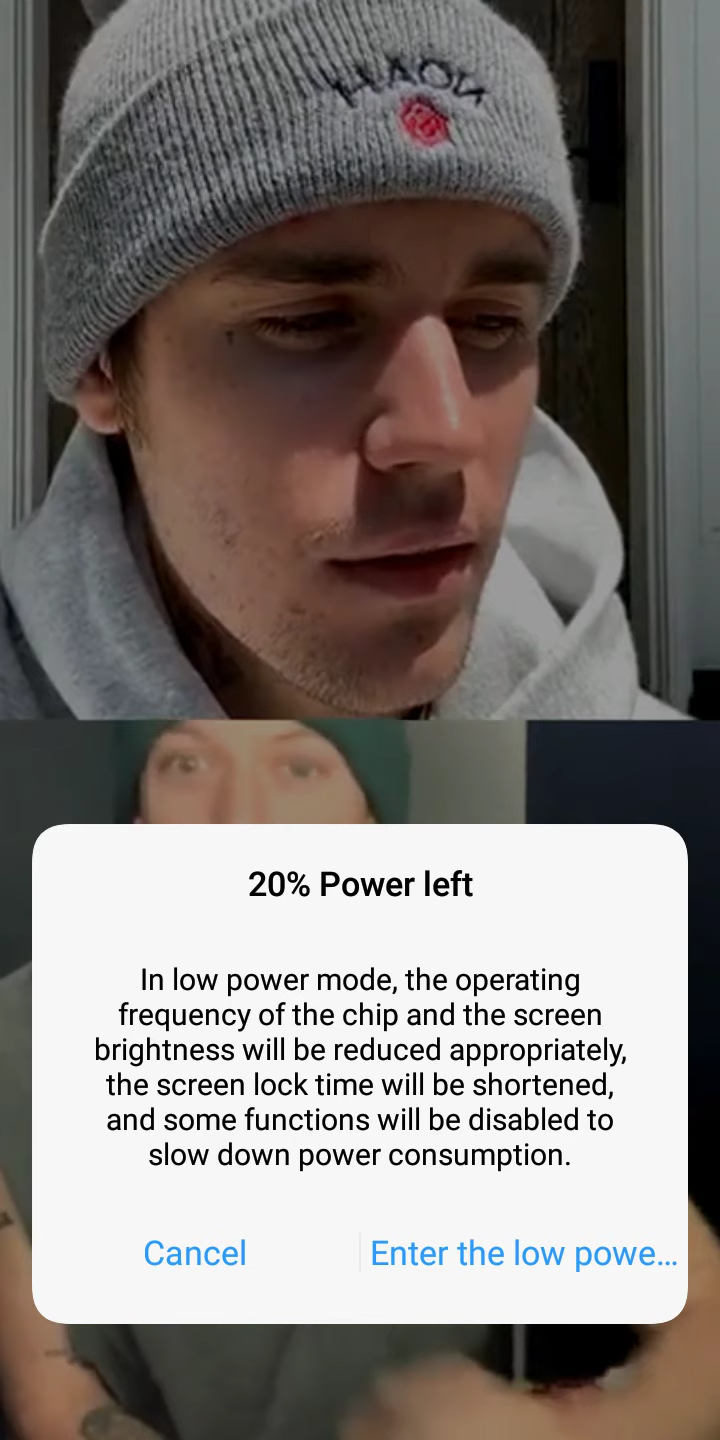 NOAH
20% Power left
In low power mode, the operating
frequency of the chip and the screen
brightness will be reduced appropriately,
the screen lock time will be shortened,
and some functions will be disabled to
slow down power consumption.
Cancel
Enter the low powe...